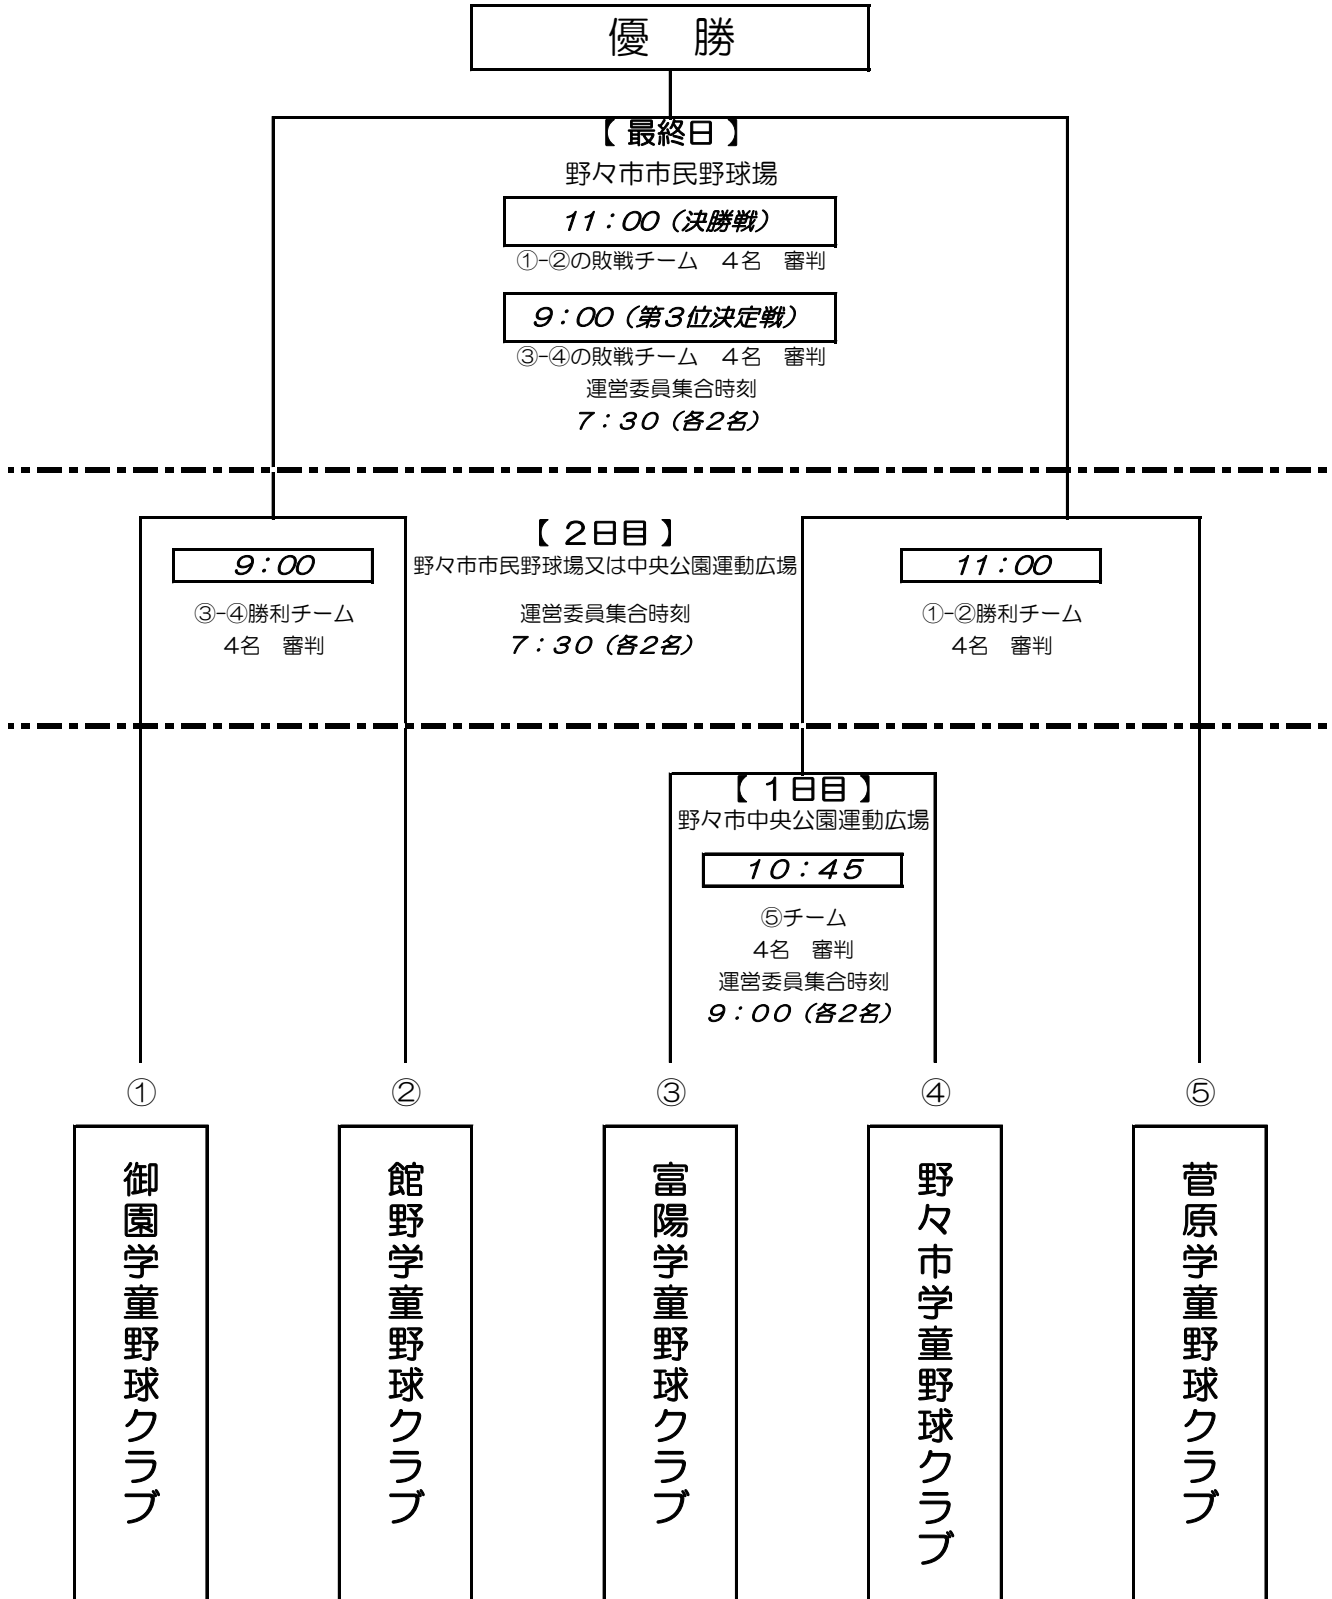 優　勝
【 最終日 】
野々市市民野球場
11：00（決勝戦）
①-②の敗戦チーム　4名　審判
9：00（第3位決定戦）
③-④の敗戦チーム　4名　審判
運営委員集合時刻
7：30（各2名）
【 2日目 】
野々市市民野球場又は中央公園運動広場
運営委員集合時刻
7：30（各2名）
9：00
③-④勝利チーム
4名　審判
11：00
①-②勝利チーム
4名　審判
【 1日目 】
野々市中央公園運動広場
10：45
⑤チーム
4名　審判
運営委員集合時刻
9：00（各2名）
①
御園学童野球クラブ
②
館野学童野球クラブ
③
富陽学童野球クラブ
④
野々市学童野球クラブ
⑤
菅原学童野球クラブ